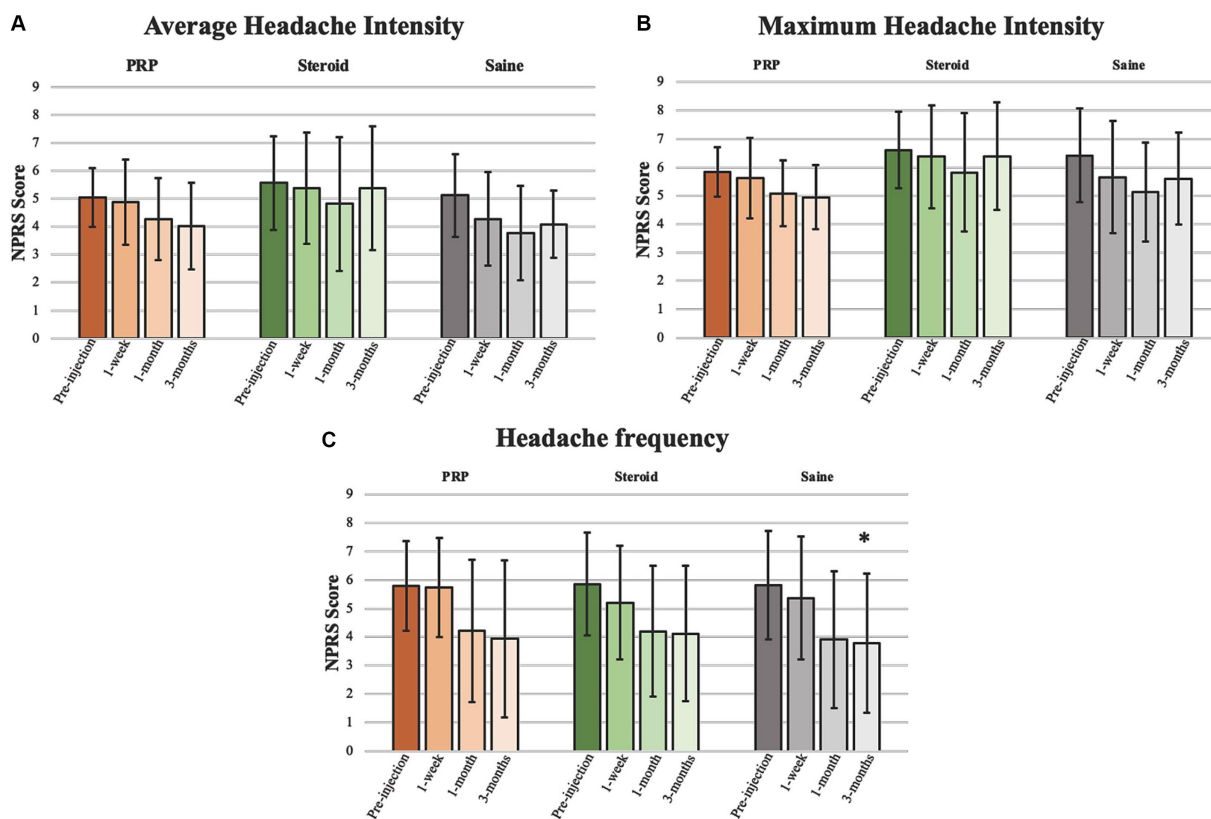 A
Average Headache Intensity
PRP Steroid Saine
9
8
7
6
5
4
3
2
1
0
NPRS Score
Pre-injection 1-week 1-month 3-months Pre-injection 1-week 1-month 3-months Pre-injection 1-week 1-month 3-months
B
Maximum Headache Intensity
PRP Steroid Saine
9
8
7
6
5
4
3
2
1
0
NPRS Score
Pre-injection 1-week 1-month 3-months Pre-injection 1-week 1-month 3-months Pre-injection 1-week 1-month 3-months
C
Headache frequency
PRP Steroid Saine
9
8
7
6
5
4
3
2
1
0
NPRS Score
*
Pre-injection 1-week 1-month 3-months Pre-injection 1-week 1-month 3-months Pre-injection 1-week 1-month 3-months